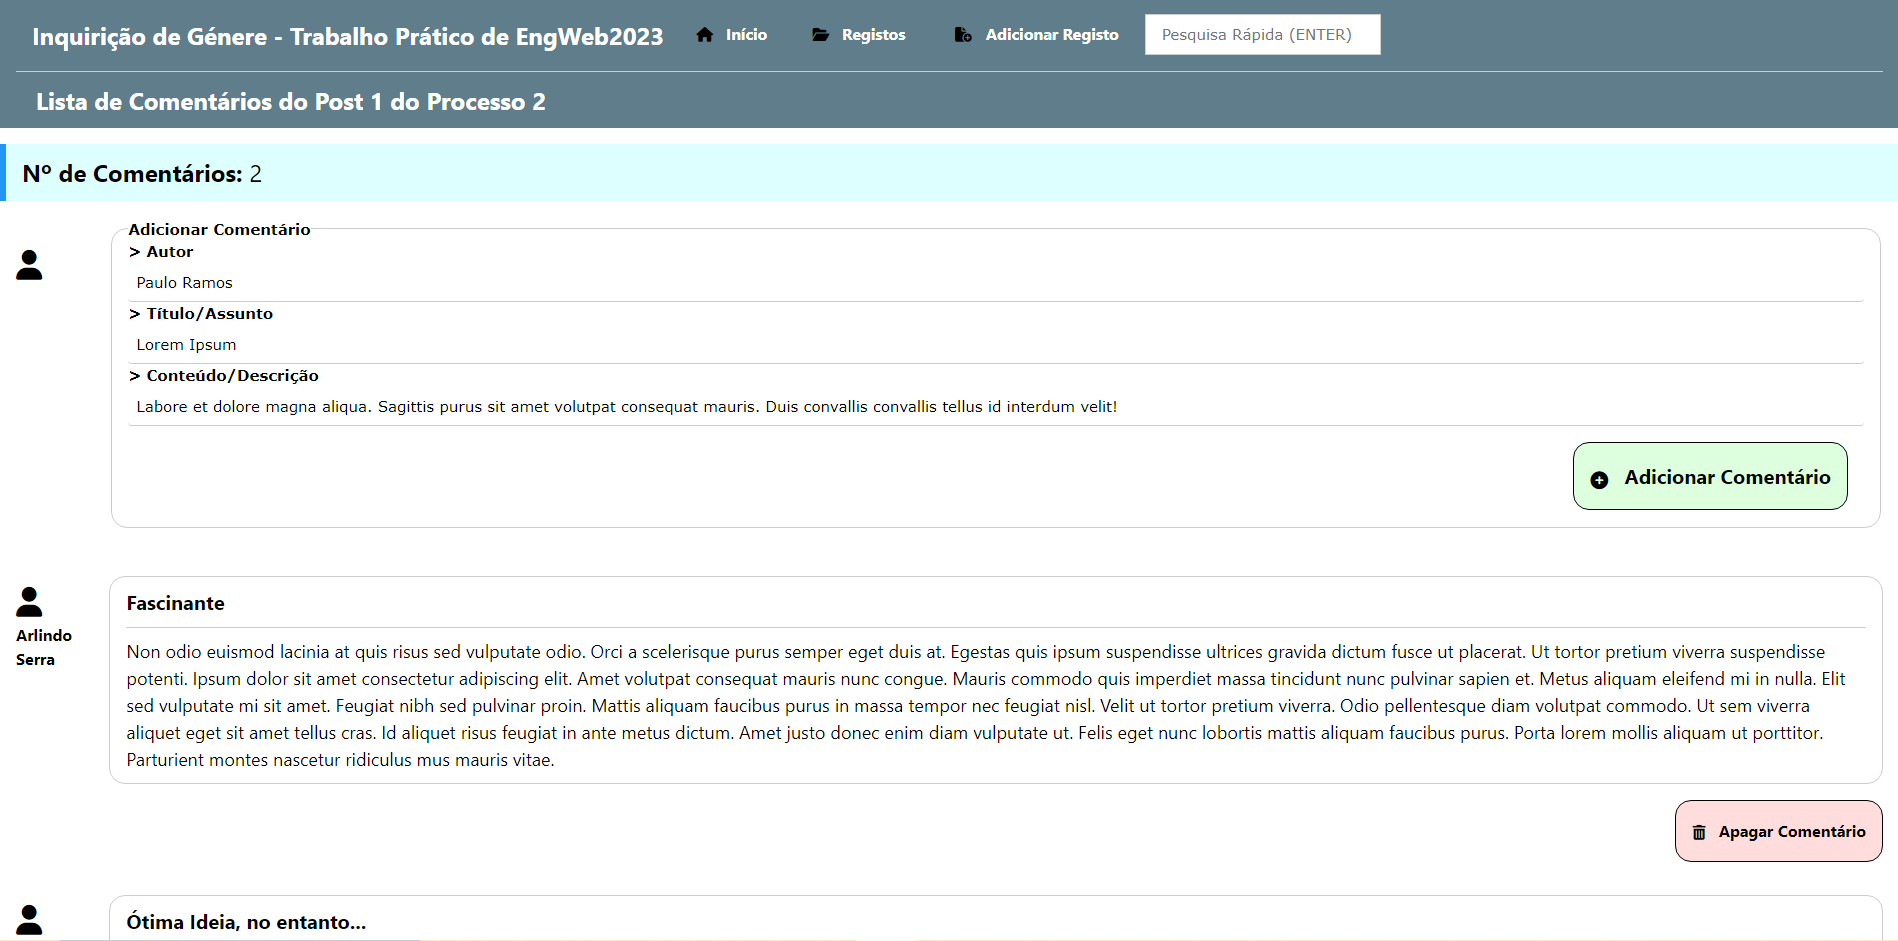 Inquirição de Génere - Trabalho Prático de EngWeb2023 Início Registos Adicionar Registo Pesquisa Rápida (ENTER)
Lista de Comentários do Post 1 do Processo 2
Nº de Comentários: 2
Adicionar Comentário
> Autor
Paulo Ramos
> Título/Assunto
Lorem Ipsum
> Conteúdo/Descrição
Labore et dolore magna aliqua. Sagittis purus sit amet volutpat consequat mauris. Duis convallis convallis tellus id interdum velit!
Adicionar Comentário
Arlindo
Serra
Fascinante
Non odio euismod lacinia at quis risus sed vulputate odio. Orci a scelerisque purus semper eget duis at. Egestas quis ipsum suspendisse ultrices gravida dictum fusce ut placerat. Ut tortor pretium viverra suspendisse
potenti. Ipsum dolor sit amet consectetur adipiscing elit. Amet volutpat consequat mauris nunc congue. Mauris commodo quis imperdiet massa tincidunt nunc pulvinar sapien et. Metus aliquam eleifend mi in nulla. Elit
sed vulputate mi sit amet. Feugiat nibh sed pulvinar proin. Mattis aliquam faucibus purus in massa tempor nec feugiat nisl. Velit ut tortor pretium viverra. Odio pellentesque diam volutpat commodo. Ut sem viverra
aliquet eget sit amet tellus cras. Id aliquet risus feugiat in ante metus dictum. Amet justo donec enim diam vulputate ut. Felis eget nunc lobortis mattis aliquam faucibus purus. Porta lorem mollis aliquam ut porttitor.
Parturient montes nascetur ridiculus mus mauris vitae.
Apagar Comentário
Ótima Ideia, no entanto...